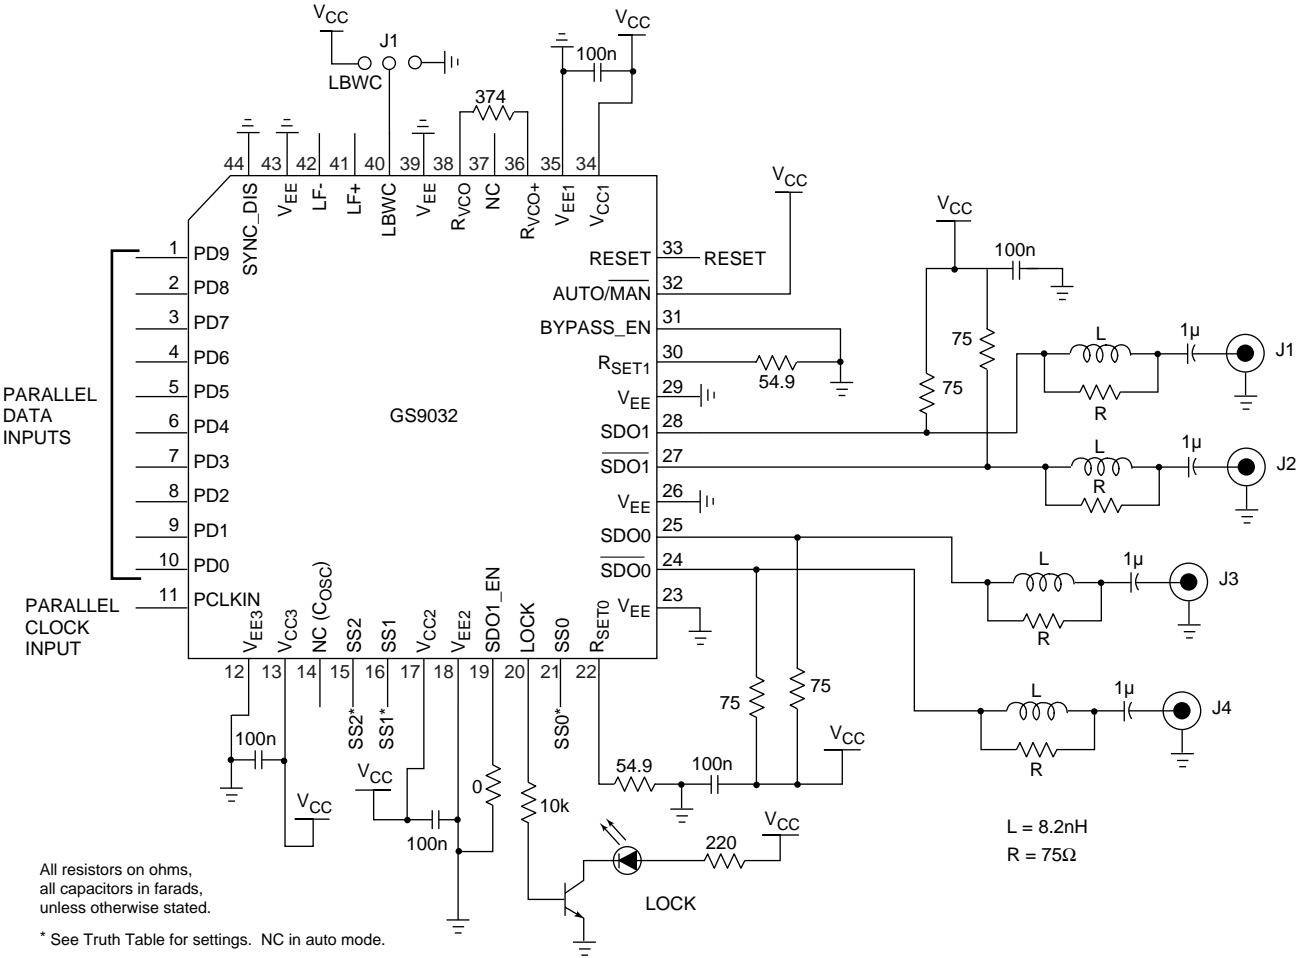 VCC
J1
LBWC
VCC
100n
374
44 43 42 41 40 39 38 37 36 35 34
SYNC_DIS
VEE
LF-
LF+
LBWC
VEE
RVCO
NC
RVCO+
VEE1
VCC1
PARALLEL
DATA
INPUTS
1 PD9
2 PD8
3 PD7
4 PD6
5 PD5
6 PD4
7 PD3
8 PD2
9 PD1
10 PD0
11 PCLKIN
PARALLEL
CLOCK
INPUT
GS9032
RESET 33 RESET
AUTO/MAN 32
BYPASS_EN 31
RSET1 30
VEE 29
SDO1 28
SDO1 27
VEE 26
SDO0 25
SDO0 24
VEE 23
VCC
54.9
VCC
100n
75
75
L
R
1µ
J1
L
R
1µ
J2
L
R
1µ
J3
L
R
1µ
J4
VEE3
VCC3
NC (COSC)
SS2
SS1
VCC2
VEE2
SDO1_EN
LOCK
SS0
RSET0
12 13 14 15 16 17 18 19 20 21 22
SS2*
SS1*
SS0*
100n
VCC
VCC
100n
0
10k
54.9
100n
75
75
VCC
220
VCC
LOCK
L = 8.2nH
R = 75Ω
All resistors on ohms,
all capacitors in farads,
unless otherwise stated.
* See Truth Table for settings. NC in auto mode.